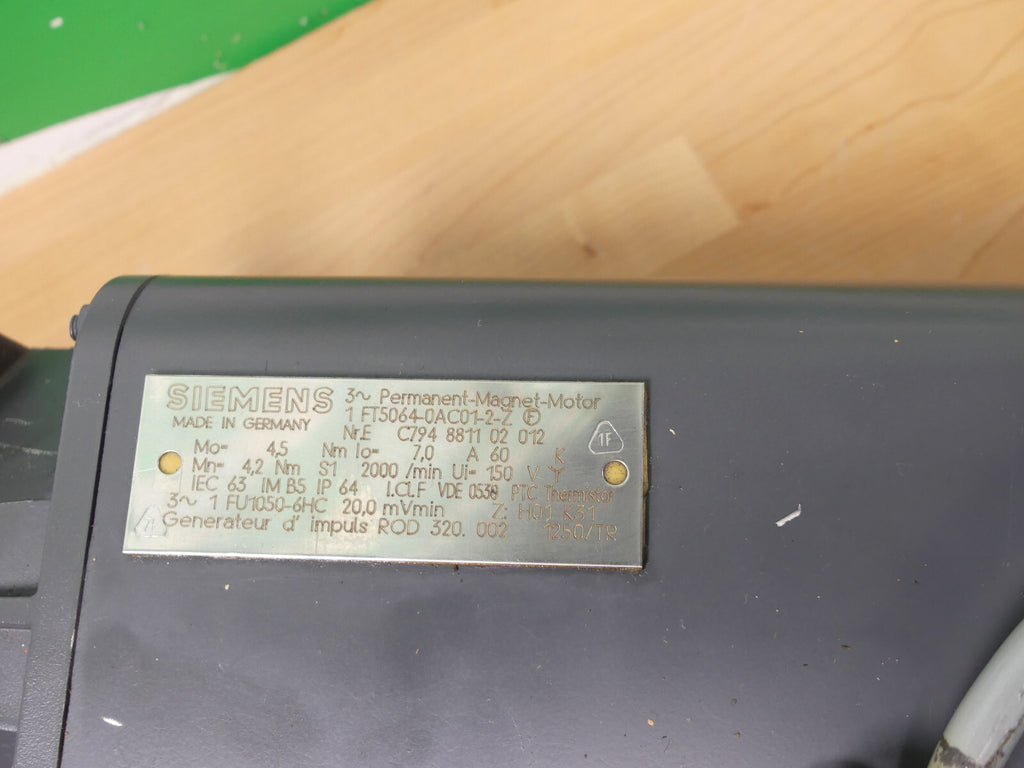 SIEMENS 3~ Permanent-Magnet-Motor
MADE IN GERMANY 1 FT5064-0AC01-2-Z F
Nr.E C794 8811 02 012
Mo= 4,5 Nm Io= 7,0 A 60 K
Mn= 4,2 Nm S1 2000 /min Ui= 150 V Y
IEC 63 IM B5 IP 64 I.Cl.F VDE 0530 PTC Thermistor
3~ 1 FU1050-6HC 20,0 mVmin Z: H01 K31
Generateur d' impuls ROD 320. 002 1250/TR
1F